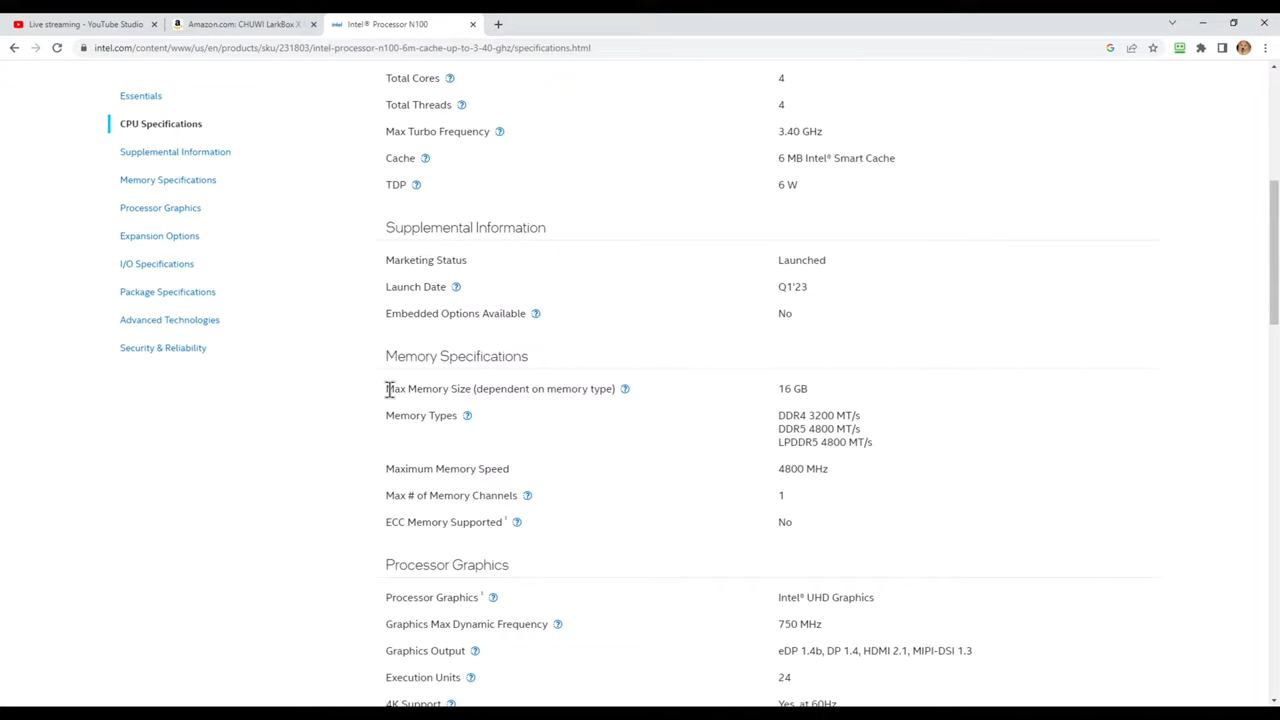 Live streaming - YouTube Studio
Amazon.com: CHUWI LarkBox X
Intel® Processor N100
intel.com/content/www/us/en/products/sku/231803/intel-processor-n100-6m-cache-up-to-3-40-ghz/specifications.html
Essentials
CPU Specifications
Supplemental Information
Memory Specifications
Processor Graphics
Expansion Options
I/O Specifications
Package Specifications
Advanced Technologies
Security & Reliability
Total Cores 4
Total Threads 4
Max Turbo Frequency 3.40 GHz
Cache 6 MB Intel® Smart Cache
TDP 6 W
Supplemental Information
Marketing Status Launched
Launch Date Q1'23
Embedded Options Available No
Memory Specifications
Max Memory Size (dependent on memory type) 16 GB
Memory Types DDR4 3200 MT/s
DDR5 4800 MT/s
LPDDR5 4800 MT/s
Maximum Memory Speed 4800 MHz
Max # of Memory Channels 1
ECC Memory Supported ‡ No
Processor Graphics
Processor Graphics ‡ Intel® UHD Graphics
Graphics Max Dynamic Frequency 750 MHz
Graphics Output eDP 1.4b, DP 1.4, HDMI 2.1, MIPI-DSI 1.3
Execution Units 24
4K Support Yes, at 60Hz